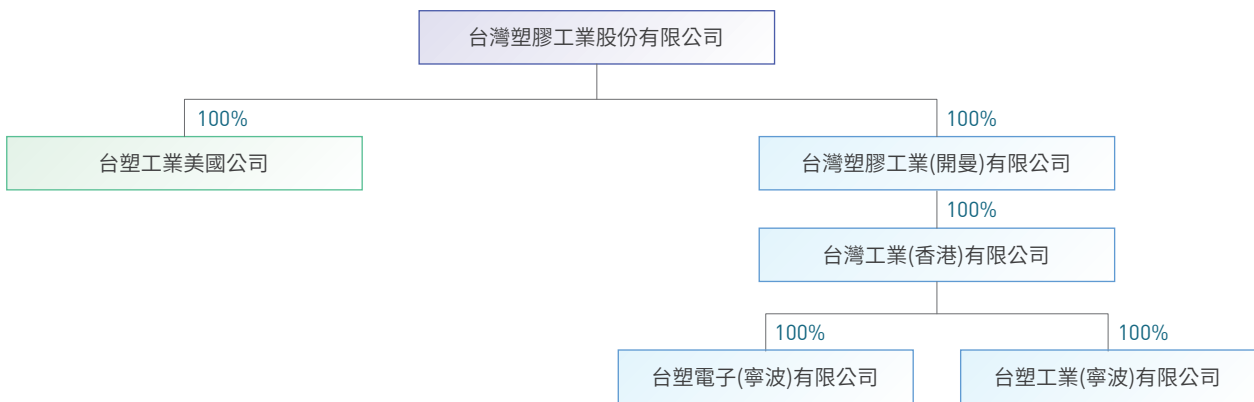 台灣塑膠工業股份有限公司
100%
100%
台塑工業美國公司
台灣塑膠工業(開曼)有限公司
100%
台灣工業(香港)有限公司
100%
100%
台塑電子(寧波)有限公司
台塑工業(寧波)有限公司